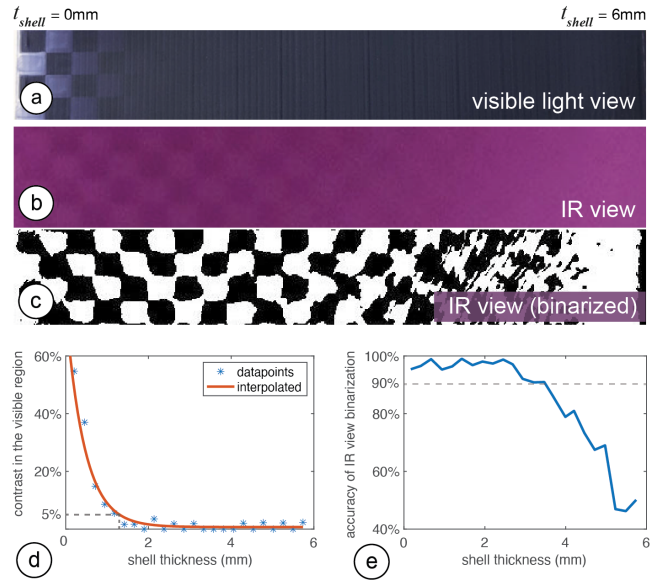 t_shell = 0mm
t_shell = 6mm
a
visible light view
b
IR view
c
IR view (binarized)
60%
40%
20%
5%
0
2
4
6
contrast in the visible region
shell thickness (mm)
datapoints
interpolated
d
100%
90%
80%
60%
40%
0
2
4
6
accuracy of IR view binarization
shell thickness (mm)
e